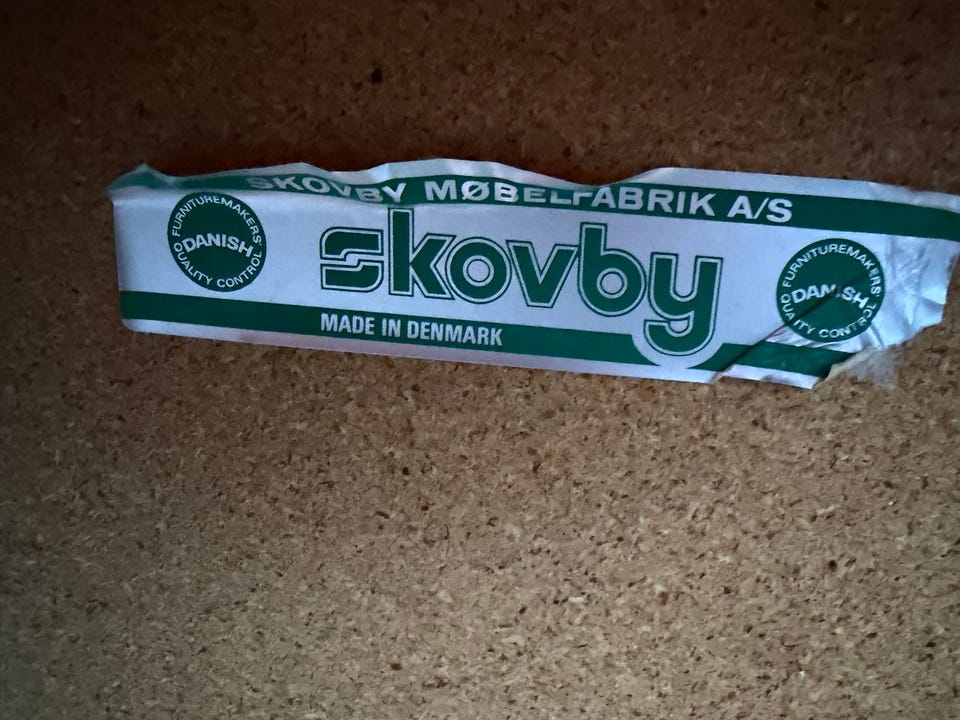 SKOVBY MØBELFABRIK A/S
FURNITUREMAKERS'
DANISH
QUALITY CONTROL
skovby
FURNITUREMAKERS'
DANISH
QUALITY CONTROL
MADE IN DENMARK